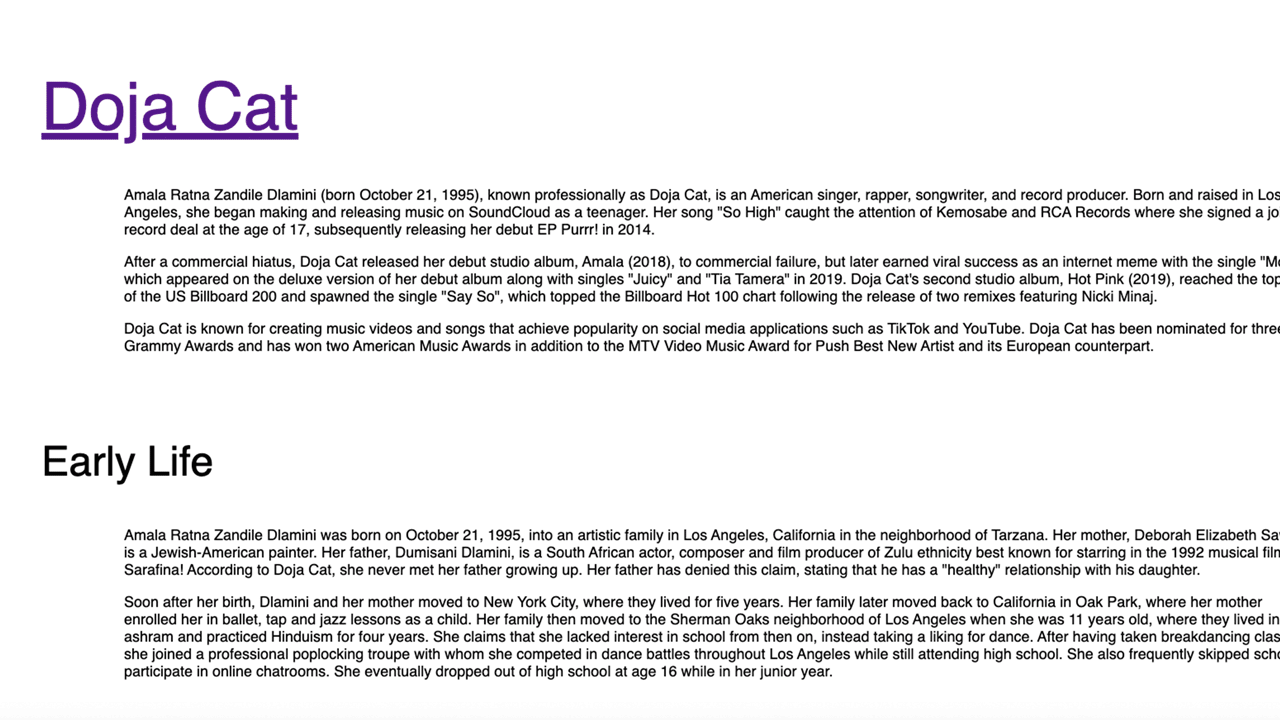 Doja Cat
Amala Ratna Zandile Dlamini (born October 21, 1995), known professionally as Doja Cat, is an American singer, rapper, songwriter, and record producer. Born and raised in Los
Angeles, she began making and releasing music on SoundCloud as a teenager. Her song "So High" caught the attention of Kemosabe and RCA Records where she signed a
record deal at the age of 17, subsequently releasing her debut EP Purrr! in 2014.
After a commercial hiatus, Doja Cat released her debut studio album, Amala (2018), to commercial failure, but later earned viral success as an internet meme with the single
which appeared on the deluxe version of her debut album along with singles "Juicy" and "Tia Tamera" in 2019. Doja Cat's second studio album, Hot Pink (2019), reached the top
of the US Billboard 200 and spawned the single "Say So", which topped the Billboard Hot 100 chart following the release of two remixes featuring Nicki Minaj.
Doja Cat is known for creating music videos and songs that achieve popularity on social media applications such as TikTok and YouTube. Doja Cat has been nominated for three
Grammy Awards and has won two American Music Awards in addition to the MTV Video Music Award for Push Best New Artist and its European counterpart.
Early Life
Amala Ratna Zandile Dlamini was born on October 21, 1995, into an artistic family in Los Angeles, California in the neighborhood of Tarzana. Her mother, Deborah Elizabeth
is a Jewish-American painter. Her father, Dumisani Dlamini, is a South African actor, composer and film producer of Zulu ethnicity best known for starring in the 1992 musical film
Sarafina! According to Doja Cat, she never met her father growing up. Her father has denied this claim, stating that he has a "healthy" relationship with his daughter.
Soon after her birth, Dlamini and her mother moved to New York City, where they lived for five years. Her family later moved back to California in Oak Park, where her mother
enrolled her in ballet, tap and jazz lessons as a child. Her family then moved to the Sherman Oaks neighborhood of Los Angeles when she was 11 years old, where they lived in
ashram and practiced Hinduism for four years. She claims that she lacked interest in school from then on, instead taking a liking for dance. After having taken breakdancing
she joined a professional poplocking troupe with whom she competed in dance battles throughout Los Angeles while still attending high school. She also frequently skipped
participate in online chatrooms. She eventually dropped out of high school at age 16 while in her junior year.